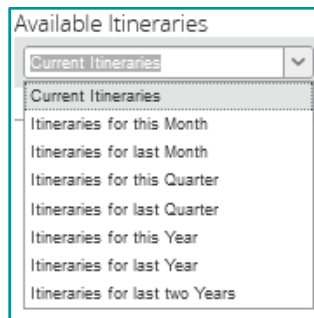 Available Itineraries
Current Itineraries
Current Itineraries
Itineraries for this Month
Itineraries for last Month
Itineraries for this Quarter
Itineraries for last Quarter
Itineraries for this Year
Itineraries for last Year
Itineraries for last two Years